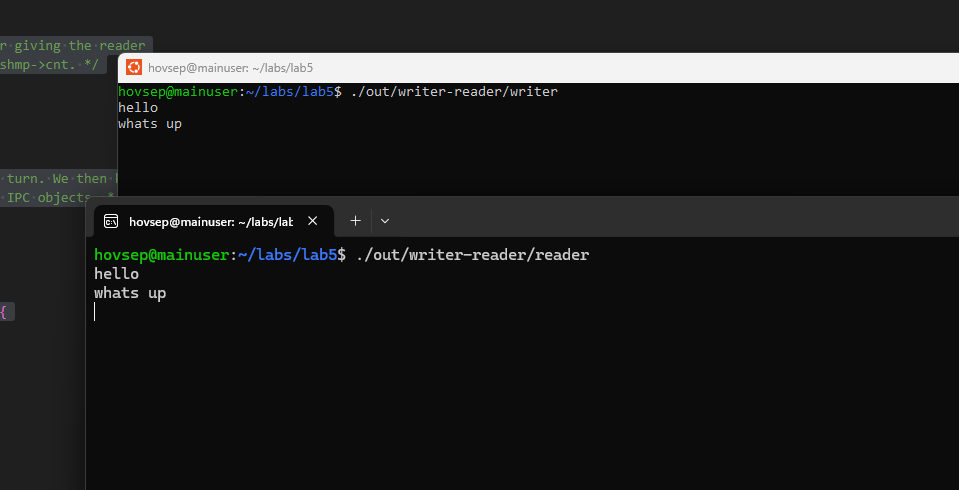 r giving the reader
shmp->cnt. */
hovsep@mainuser: ~/labs/lab5
hovsep@mainuser:~/labs/lab5$ ./out/writer-reader/writer
hello
whats up
turn. We then
IPC objects.
hovsep@mainuser: ~/labs/lab
hovsep@mainuser:~/labs/lab5$ ./out/writer-reader/reader
hello
whats up
{